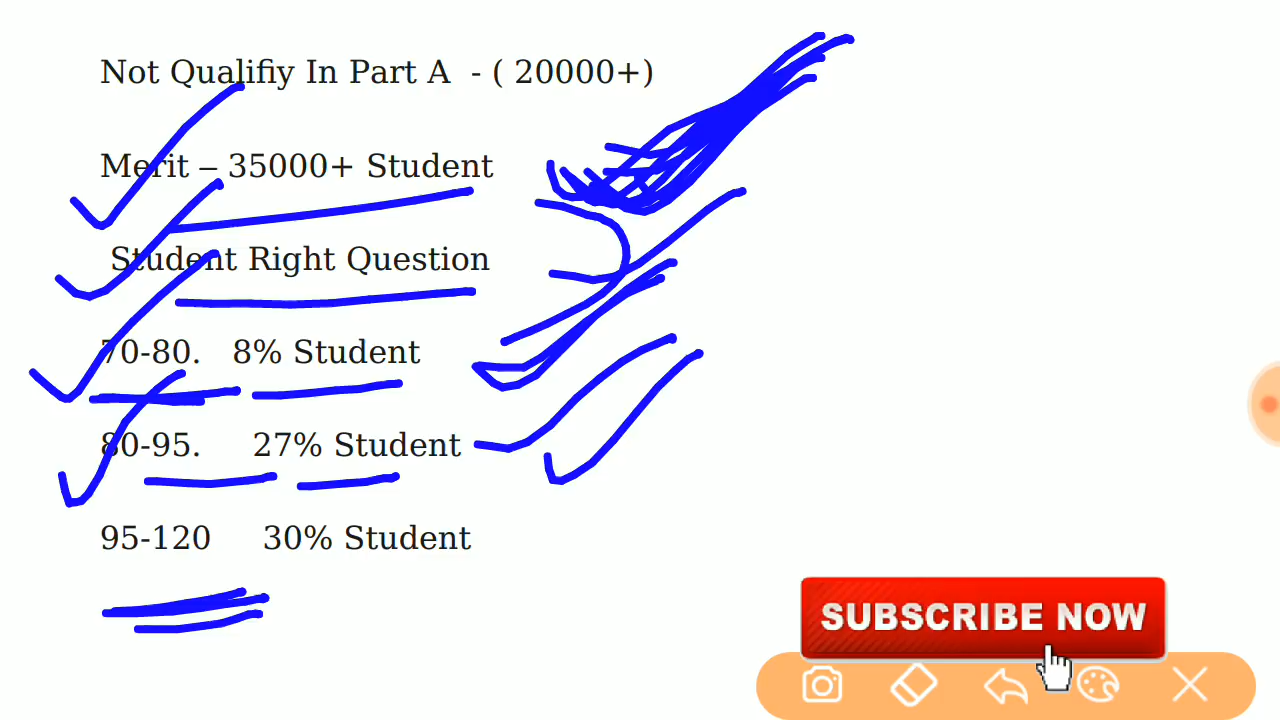 Not Qualifiy In Part A - ( 20000+)
Merit – 35000+ Student
Student Right Question
70-80. 8% Student
80-95. 27% Student
95-120 30% Student
SUBSCRIBE NOW